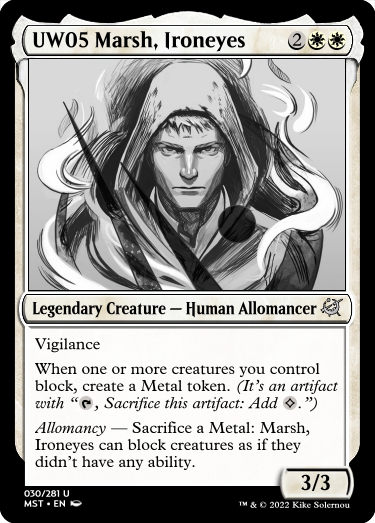 UW05 Marsh, Ironeyes 2
Legendary Creature — Human Allomancer
Vigilance
When one or more creatures you control
block, create a Metal token. (It's an artifact
with “, Sacrifice this artifact: Add .”)
Allomancy — Sacrifice a Metal: Marsh,
Ironeyes can block creatures as if they
didn't have any ability.
3/3
030/281 U
MST • EN
™ & © 2022 Kike Solernou